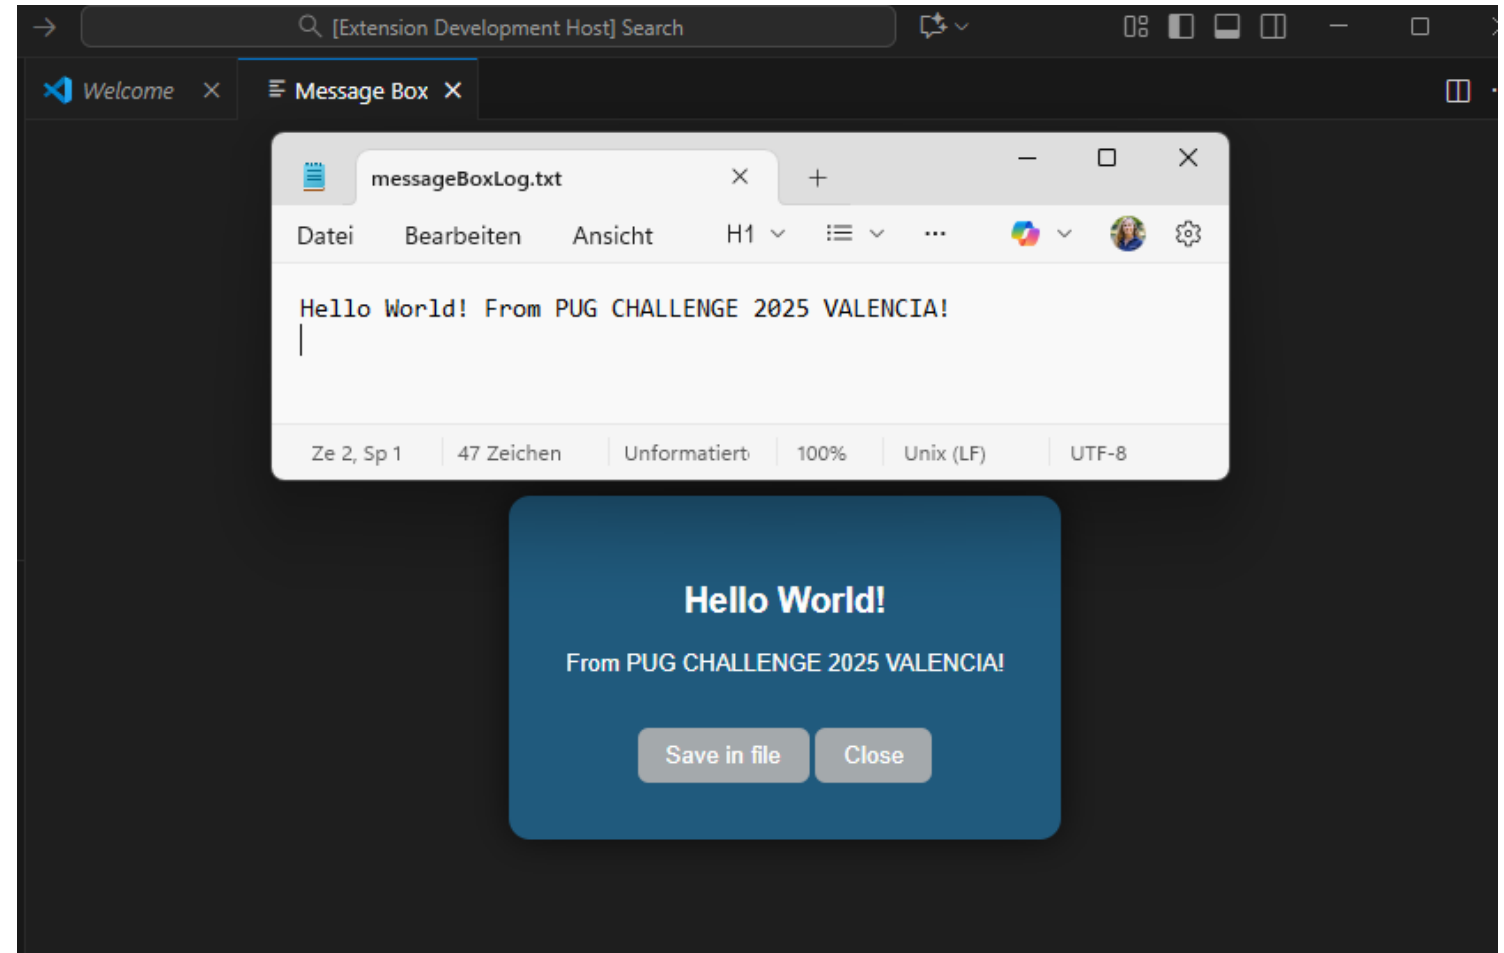 [Extension Development Host] Search
Welcome
Message Box
messageBoxLog.txt
Datei Bearbeiten Ansicht H1
Hello World! From PUG CHALLENGE 2025 VALENCIA!
Ze 2, Sp 1 47 Zeichen Unformatiert 100% Unix (LF) UTF-8
Hello World!
From PUG CHALLENGE 2025 VALENCIA!
Save in file Close